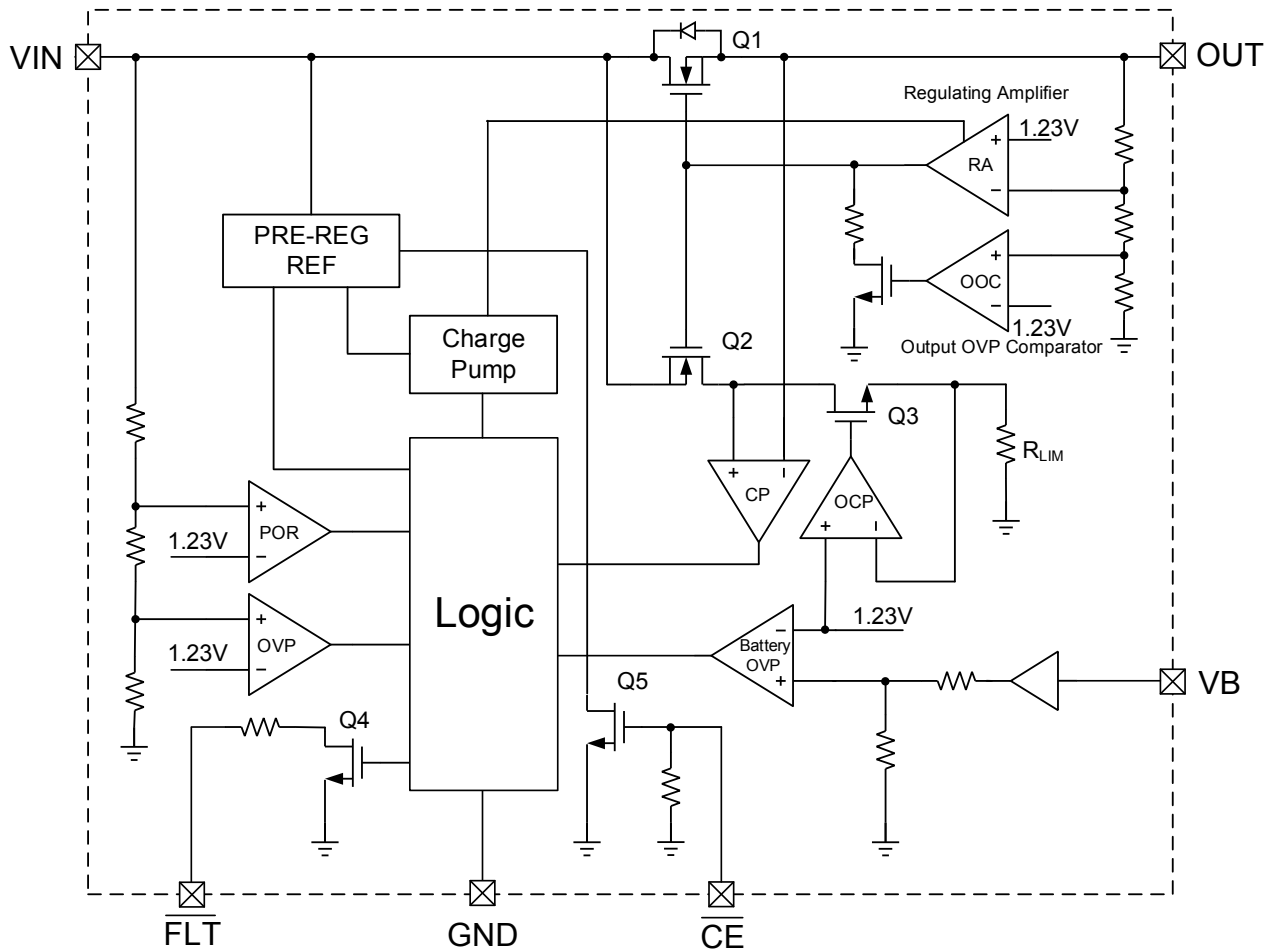 Q1
VIN
OUT
Regulating Amplifier
+
1.23V
RA
−
PRE-REG
REF
+
OOC
−
1.23V
Output OVP Comparator
Charge
Pump
Q2
Q3
RLIM
+
−
CP
OCP
+
−
+
POR
1.23V
−
Logic
+
OVP
1.23V
−
−
1.23V
Battery
OVP
+
VB
Q5
Q4
FLT
GND
CE